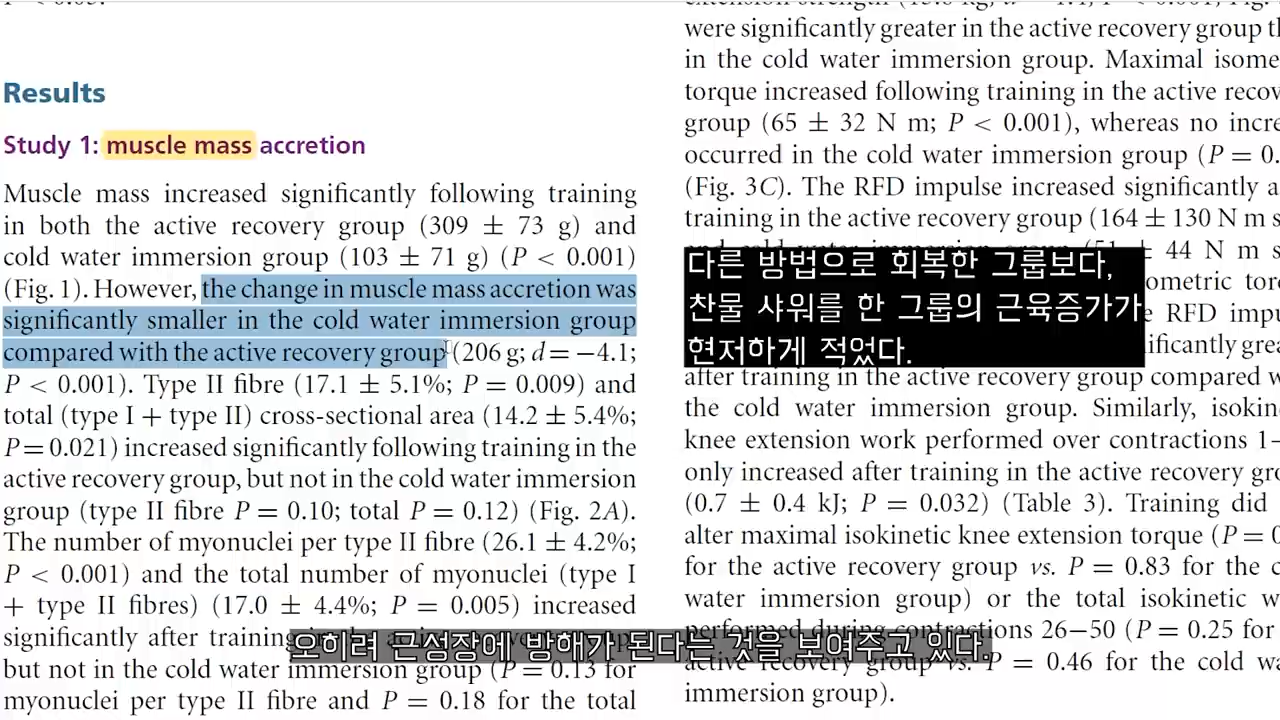 Results
Study 1: muscle mass accretion
Muscle mass increased significantly following training
in both the active recovery group (309 ± 73 g) and
cold water immersion group (103 ± 71 g) (P < 0.001)
(Fig. 1). However, the change in muscle mass accretion was
significantly smaller in the cold water immersion group
compared with the active recovery group (206 g; d = −4.1;
P < 0.001). Type II fibre (17.1 ± 5.1%; P = 0.009) and
total (type I + type II) cross-sectional area (14.2 ± 5.4%;
P = 0.021) increased significantly following training in the
active recovery group, but not in the cold water immersion
group (type II fibre P = 0.10; total P = 0.12) (Fig. 2A).
The number of myonuclei per type II fibre (26.1 ± 4.2%;
P < 0.001) and the total number of myonuclei (type I
+ type II fibres) (17.0 ± 4.4%; P = 0.005) increased
significantly after training
but not in the cold water immersion group (P = 0.13 for
myonuclei per type II fibre and P = 0.18 for the total
were significantly greater in the active recovery group
in the cold water immersion group. Maximal
torque increased following training in the active
group (65 ± 32 N m; P < 0.001), whereas no
occurred in the cold water immersion group (P = 0.
(Fig. 3C). The RFD impulse increased significantly
training in the active recovery group (164 ± 130 N m s
44 N m s
다른 방법으로 회복한 그룹보다,
찬물 샤워를 한 그룹의 근육증가가
현저하게 적었다.
RFD
after training in the active recovery group compared
the cold water immersion group. Similarly,
knee extension work performed over contractions 1–
only increased after training in the active recovery
(0.7 ± 0.4 kJ; P = 0.032) (Table 3). Training did
alter maximal isokinetic knee extension torque (P = 0
for the active recovery group vs. P = 0.83 for the
water immersion group) or the total isokinetic
performed during contractions 26–50 (P = 0.25 for
active recovery group vs. P = 0.46 for the cold
immersion group).
오히려 근성장에 방해가 된다는 것을 보여주고 있다